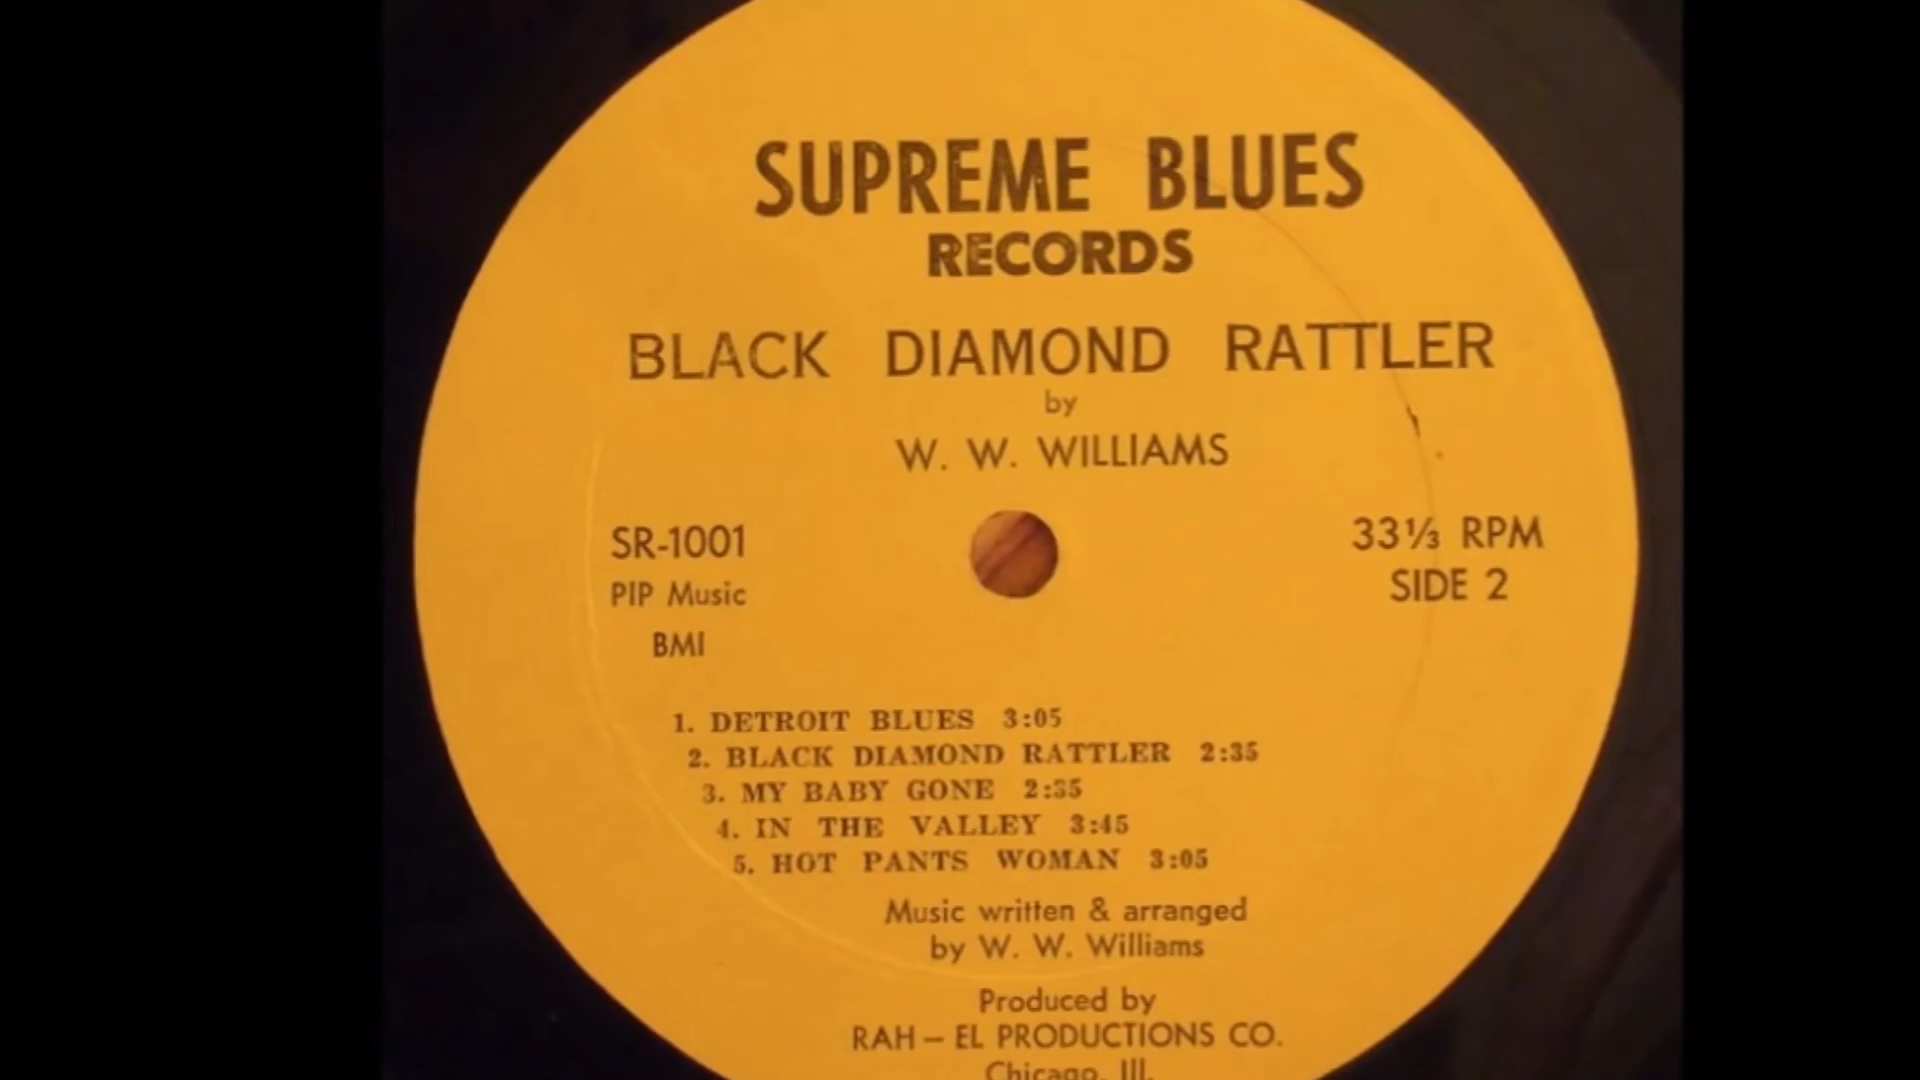 SUPREME BLUES
RECORDS
BLACK DIAMOND RATTLER
by
W. W. WILLIAMS
SR-1001
PIP Music
BMI
33⅓ RPM
SIDE 2
1. DETROIT BLUES 3:05
2. BLACK DIAMOND RATTLER 2:35
3. MY BABY GONE 2:35
4. IN THE VALLEY 3:45
5. HOT PANTS WOMAN 3:05
Music written & arranged
by W. W. Williams
Produced by
RAH – EL PRODUCTIONS CO.
Chicago, Ill.